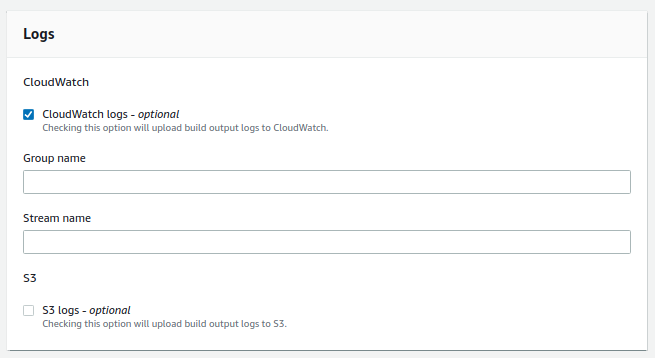 Logs
CloudWatch
CloudWatch logs - optional
Checking this option will upload build output logs to CloudWatch.
Group name
Stream name
S3
S3 logs - optional
Checking this option will upload build output logs to S3.